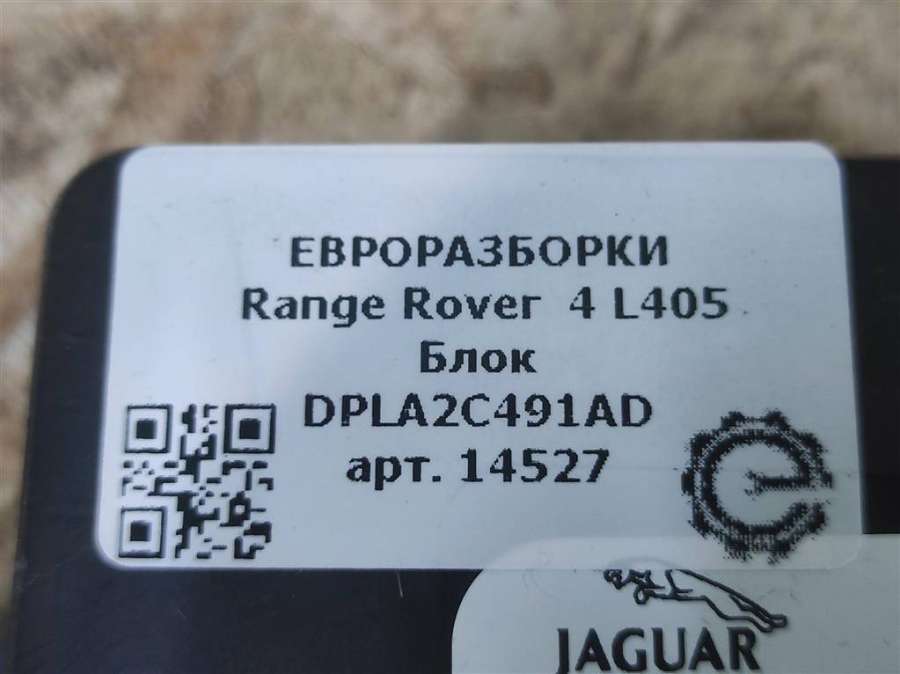 ЕВРОРАЗБОРКИ
Range Rover 4 L405
Блок
DPLA2C491AD
арт. 14527
JAGUAR